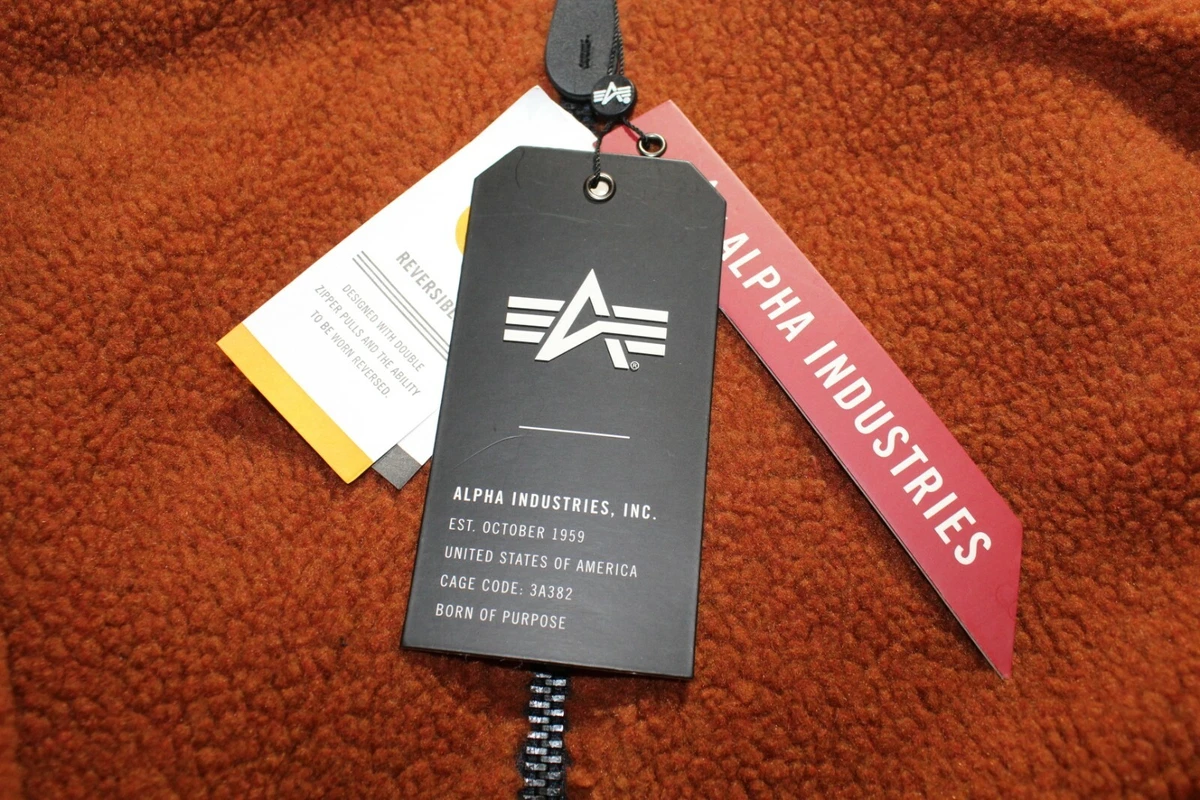 REVERSIBL
DESIGNED WITH DOUBLE
ZIPPER PULLS AND THE ABILITY
TO BE WORN REVERSED.
®
ALPHA INDUSTRIES, INC.
EST. OCTOBER 1959
UNITED STATES OF AMERICA
CAGE CODE: 3A382
BORN OF PURPOSE
ALPHA INDUSTRIES